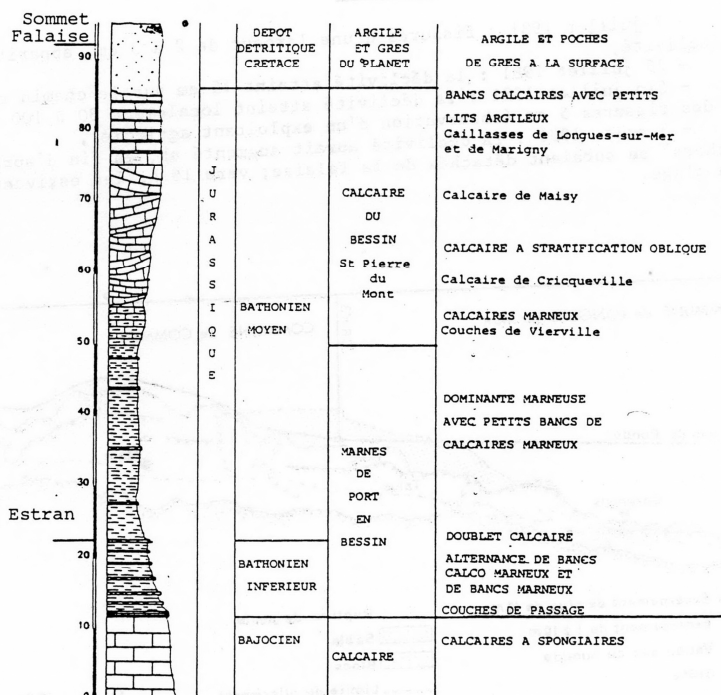 Sommet
Falaise
DEPOT
DETRITIQUE
CRETACE
ARGILE
ET GRES
DU PLANET
ARGILE ET POCHES
DE GRES A LA SURFACE
90
80
70
60
50
40
30
20
10
0
Estran
JURASSIQUE
BATHONIEN
MOYEN
BATHONIEN
INFERIEUR
BAJOCIEN
CALCAIRE
DU
BESSIN
St Pierre
du
Mont
MARNES
DE
PORT
EN
BESSIN
CALCAIRE
BANCS CALCAIRES AVEC PETITS
LITS ARGILEUX
Caillasses de Longues-sur-Mer
et de Marigny
Calcaire de Maisy
CALCAIRE A STRATIFICATION OBLIQUE
Calcaire de Cricqueville
CALCAIRES MARNEUX
Couches de Vierville
DOMINANTE MARNEUSE
AVEC PETITS BANCS DE
CALCAIRES MARNEUX
DOUBLET CALCAIRE
ALTERNANCE DE BANCS
CALCO MARNEUX ET
DE BANCS MARNEUX
COUCHES DE PASSAGE
CALCAIRES A SPONGIAIRES